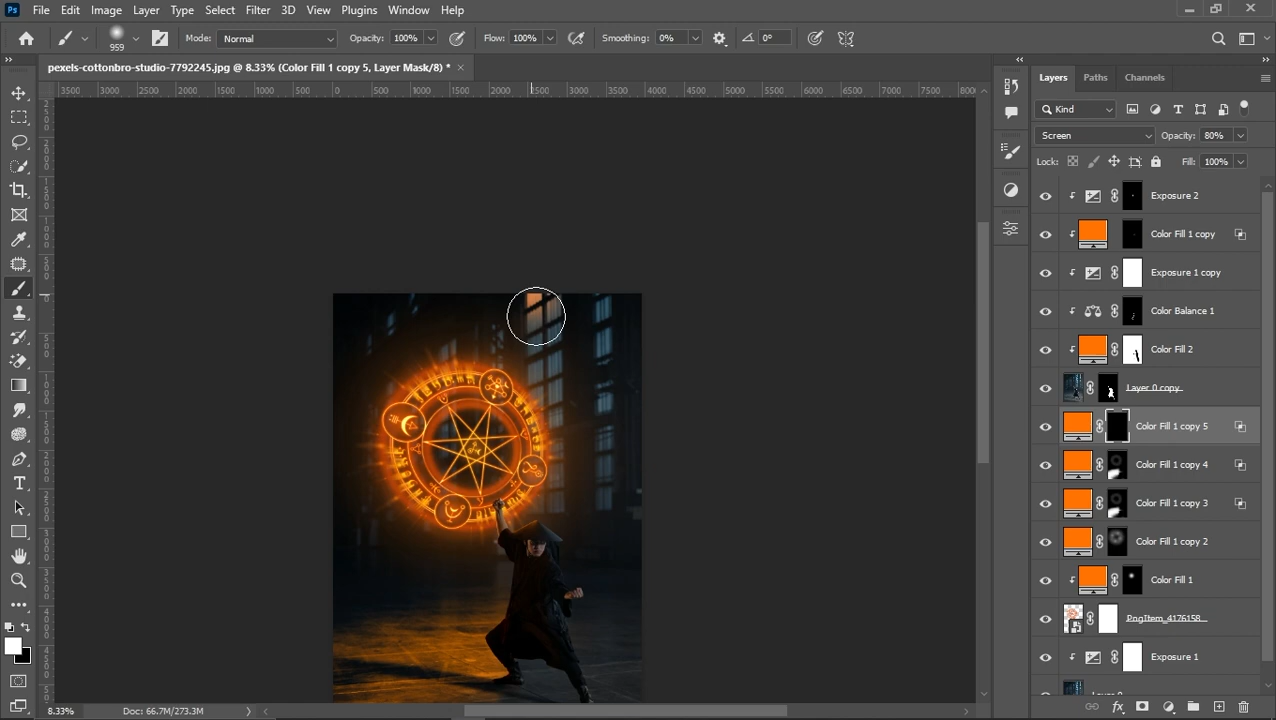 Ps File Edit Image Layer Type Select Filter 3D View Plugins Window Help
959 Mode: Normal Opacity: 100% Flow: 100% Smoothing: 0% 0°
pexels-cottonbro-studio-7792245.jpg @ 8.33% (Color Fill 1 copy 5, Layer Mask/8) * ×
3500 3000 2500 2000 1500 1000 500 0 500 1000 1500 2000 2500 3000 3500 4000 4500 5000 5500 6000 6500 7000 7500 8000
Layers Paths Channels
Kind
Screen Opacity: 80%
Lock: Fill: 100%
Exposure 2
Color Fill 1 copy
Exposure 1 copy
Color Balance 1
Color Fill 2
Layer 0 copy
Color Fill 1 copy 5
Color Fill 1 copy 4
Color Fill 1 copy 3
Color Fill 1 copy 2
Color Fill 1
PngItem_4176158
Exposure 1
8.33% Doc: 66.7M/273.3M